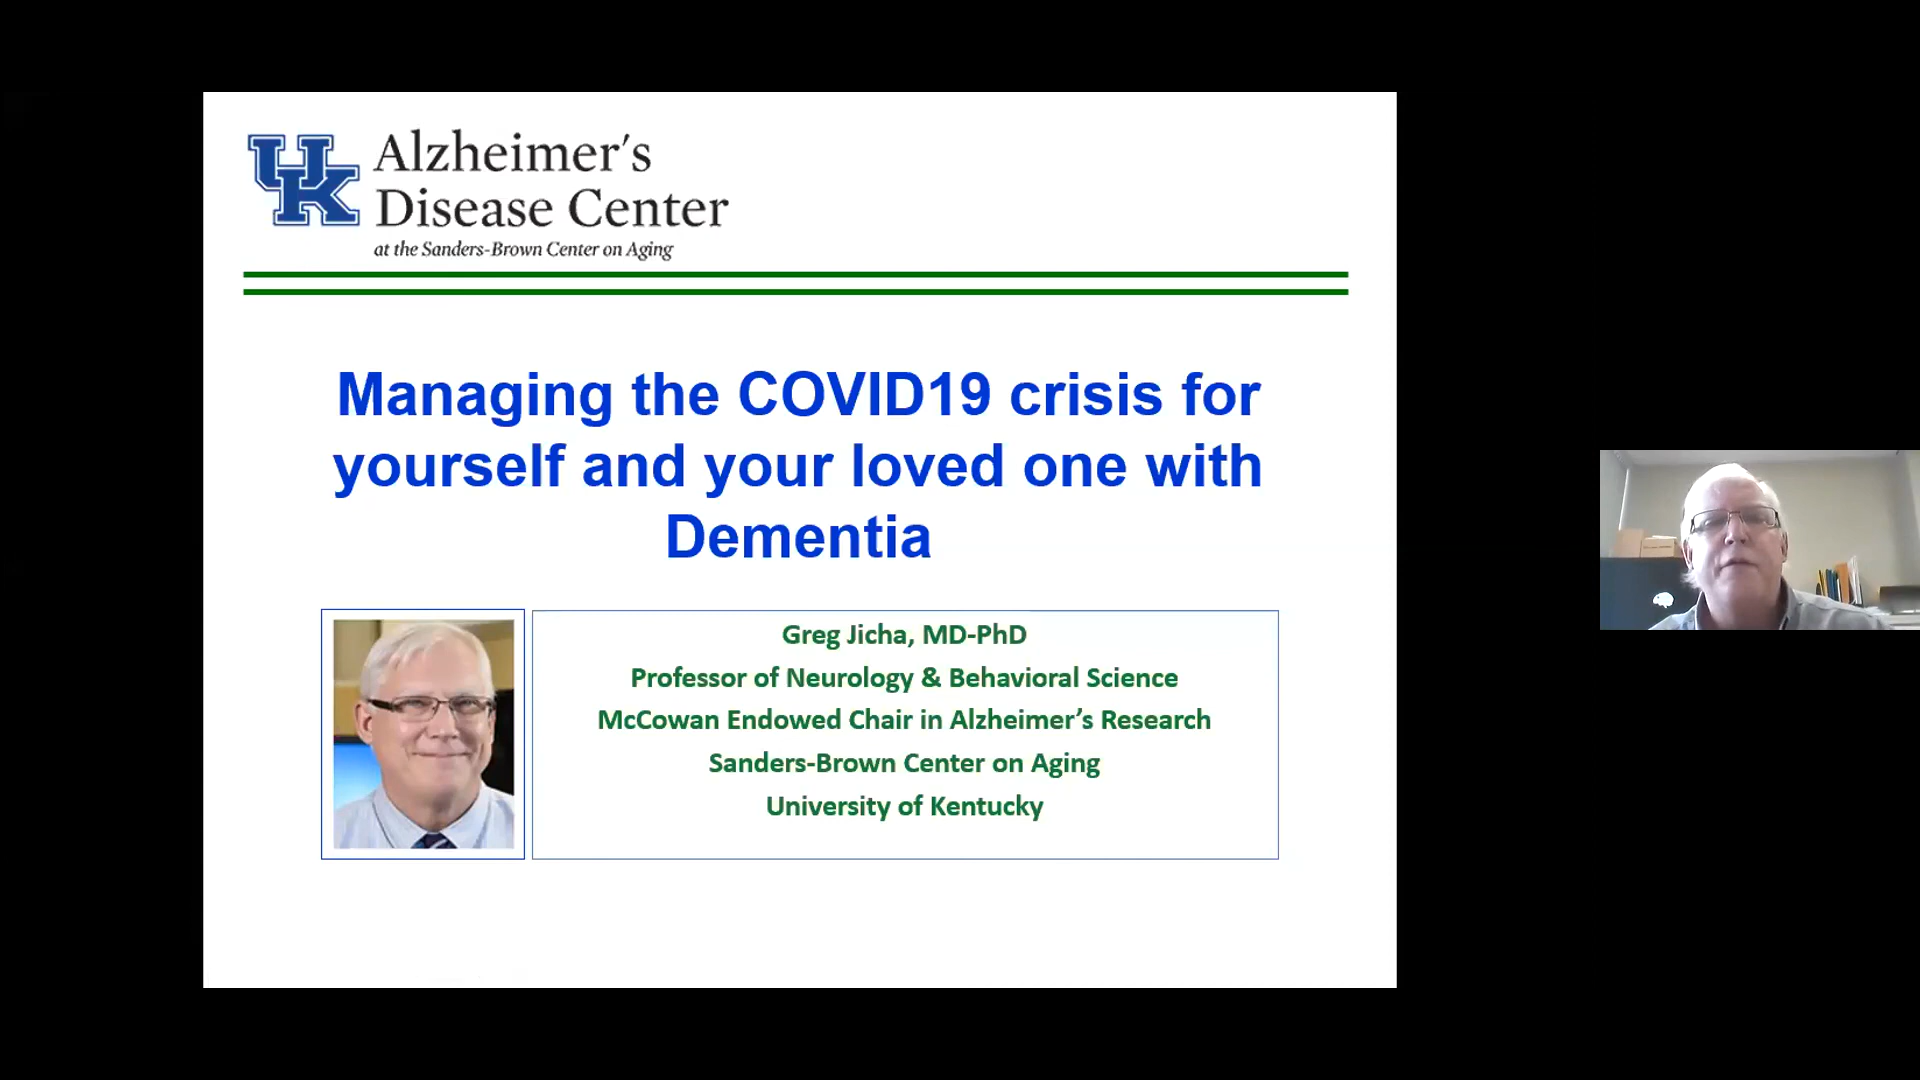 UK
Alzheimer's
Disease Center
at the Sanders-Brown Center on Aging
Managing the COVID19 crisis for
yourself and your loved one with
Dementia
Greg Jicha, MD-PhD
Professor of Neurology & Behavioral Science
McCowan Endowed Chair in Alzheimer’s Research
Sanders-Brown Center on Aging
University of Kentucky